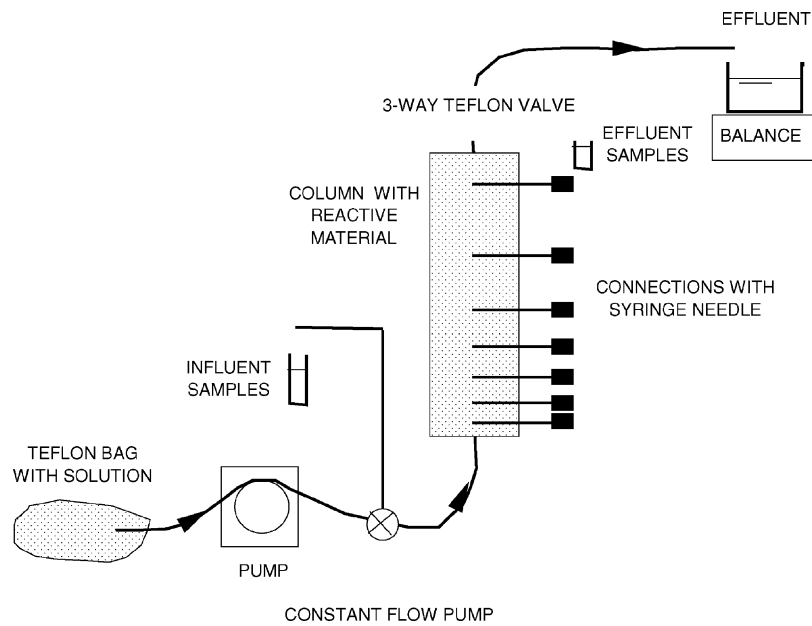 EFFLUENT
3-WAY TEFLON VALVE
EFFLUENT
SAMPLES
BALANCE
COLUMN WITH
REACTIVE
MATERIAL
CONNECTIONS WITH
SYRINGE NEEDLE
INFLUENT
SAMPLES
TEFLON BAG
WITH SOLUTION
PUMP
CONSTANT FLOW PUMP